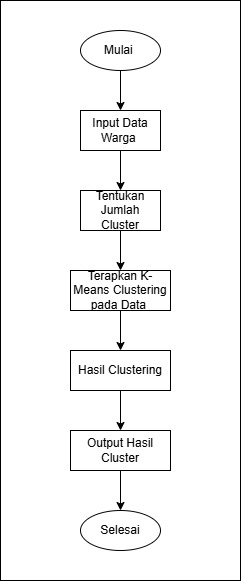 Mulai
Input Data
Warga
Tentukan
Jumlah
Cluster
Terapkan K-
Means Clustering
pada Data
Hasil Clustering
Output Hasil
Cluster
Selesai